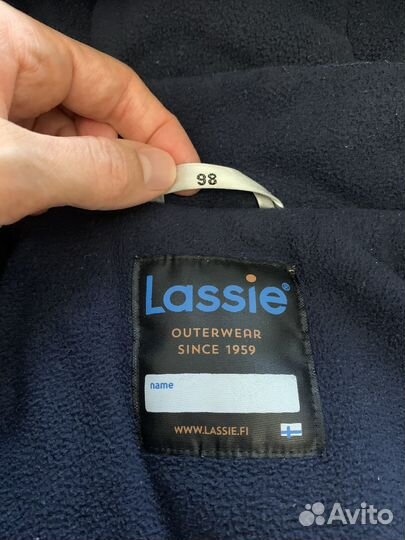 98
Lassie®
OUTERWEAR
SINCE 1959
name
WWW.LASSIE.FI
Avito